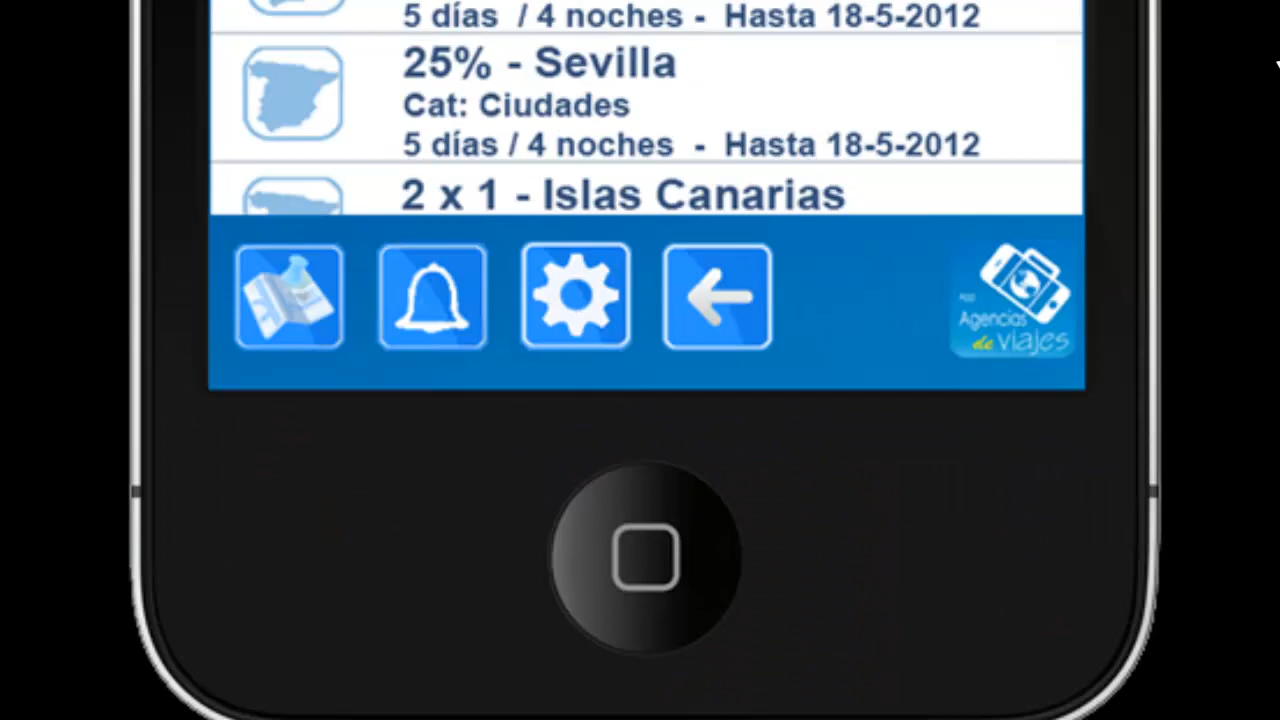 5 días / 4 noches - Hasta 18-5-2012
25% - Sevilla
Cat: Ciudades
5 días / 4 noches - Hasta 18-5-2012
2 x 1 - Islas Canarias
App
Agencias
de viajes